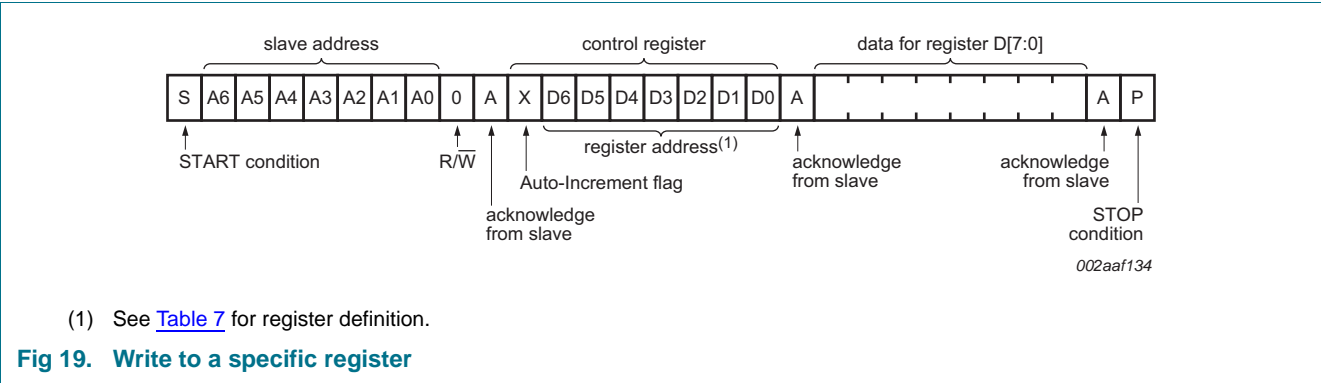 slave address control register data for register D[7:0]
S A6 A5 A4 A3 A2 A1 A0 0 A X D6 D5 D4 D3 D2 D1 D0 A A P
register address(1)
START condition R/W̅ acknowledge from slave acknowledge from slave
Auto-Increment flag
acknowledge from slave
STOP condition
002aaf134
(1) See Table 7 for register definition.
Fig 19. Write to a specific register